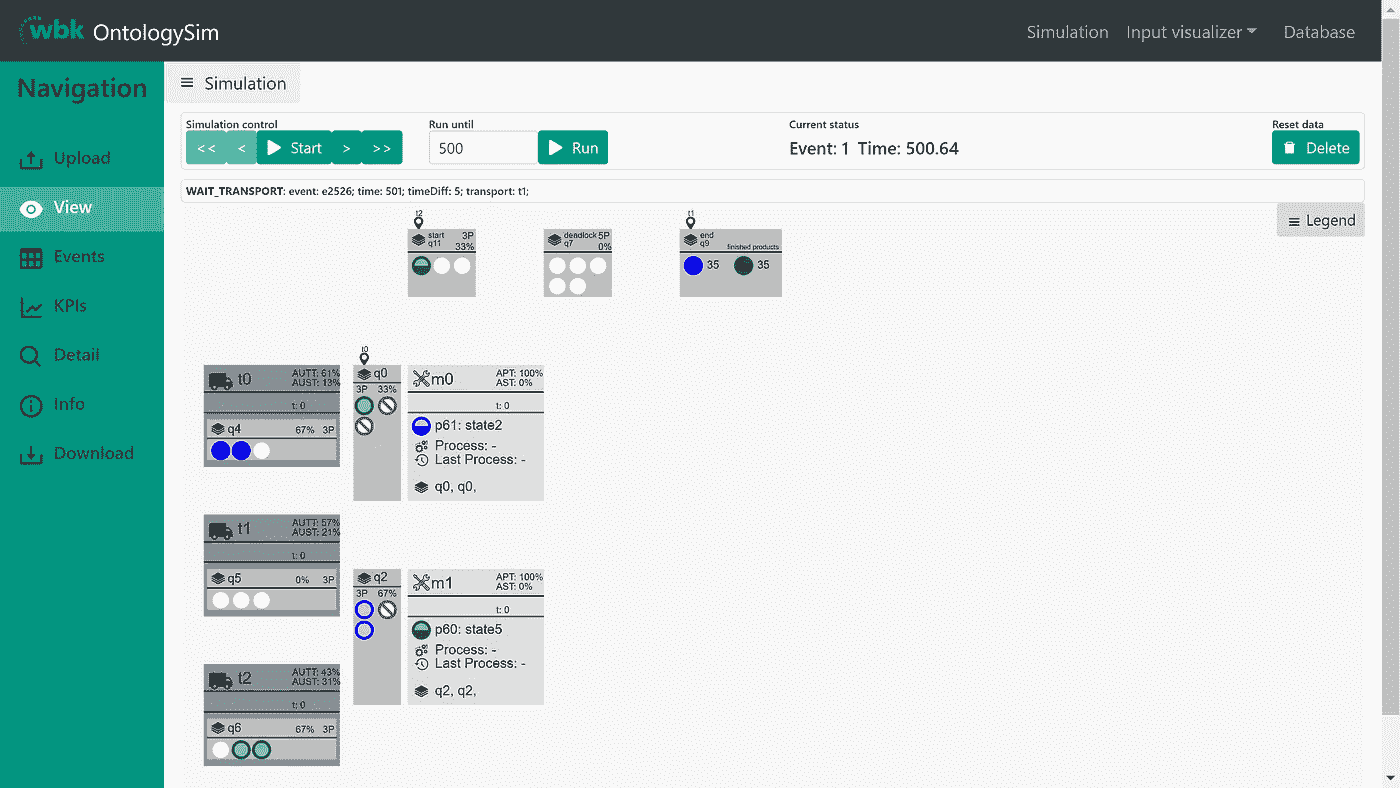 wbk OntologySim
Simulation Input visualizer Database
Navigation
Simulation
Upload
View
Events
KPIs
Detail
Info
Download
Simulation control
<< < Start > >>
Run until
500 Run
Current status
Event: 1 Time: 500.64
Reset data
Delete
WAIT_TRANSPORT: event: e2526; time: 501; timeDiff: 5; transport: t1;
Legend
t2
start 3P
q11 33%
deadlock 5P
q7 0%
t1
end
q9 finished products
35 35
t0 AUTT: 61%
AUST: 13%
t: 0
q4 67% 3P
t0
q0
3P 33%
m0 APT: 100%
AST: 0%
t: 0
p61: state2
Process: -
Last Process: -
q0, q0,
t1 AUTT: 57%
AUST: 21%
t: 0
q5 0% 3P
q2
3P 67%
m1 APT: 100%
AST: 0%
t: 0
p60: state5
Process: -
Last Process: -
q2, q2,
t2 AUTT: 43%
AUST: 31%
t: 0
q6 67% 3P